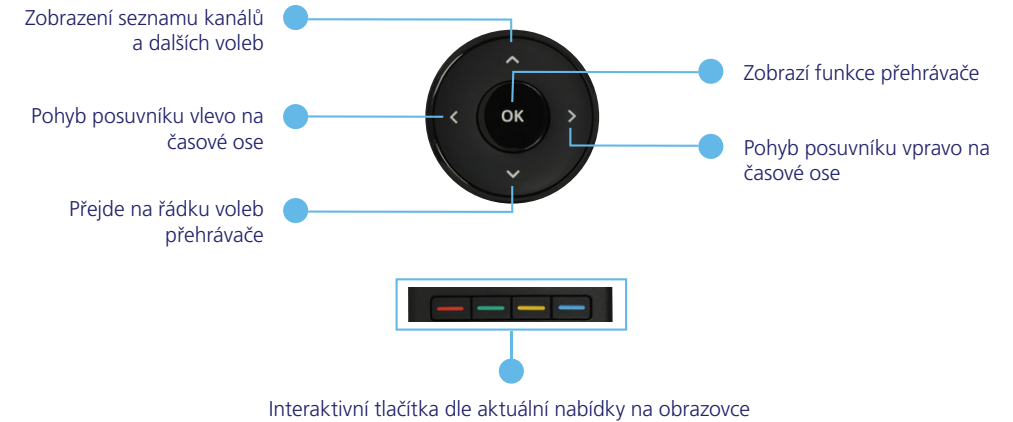 Zobrazení seznamu kanálů
a dalších voleb
Zobrazí funkce přehrávače
Pohyb posuvníku vlevo na
časové ose
OK
Pohyb posuvníku vpravo na
časové ose
Přejde na řádku voleb
přehrávače
Interaktivní tlačítka dle aktuální nabídky na obrazovce